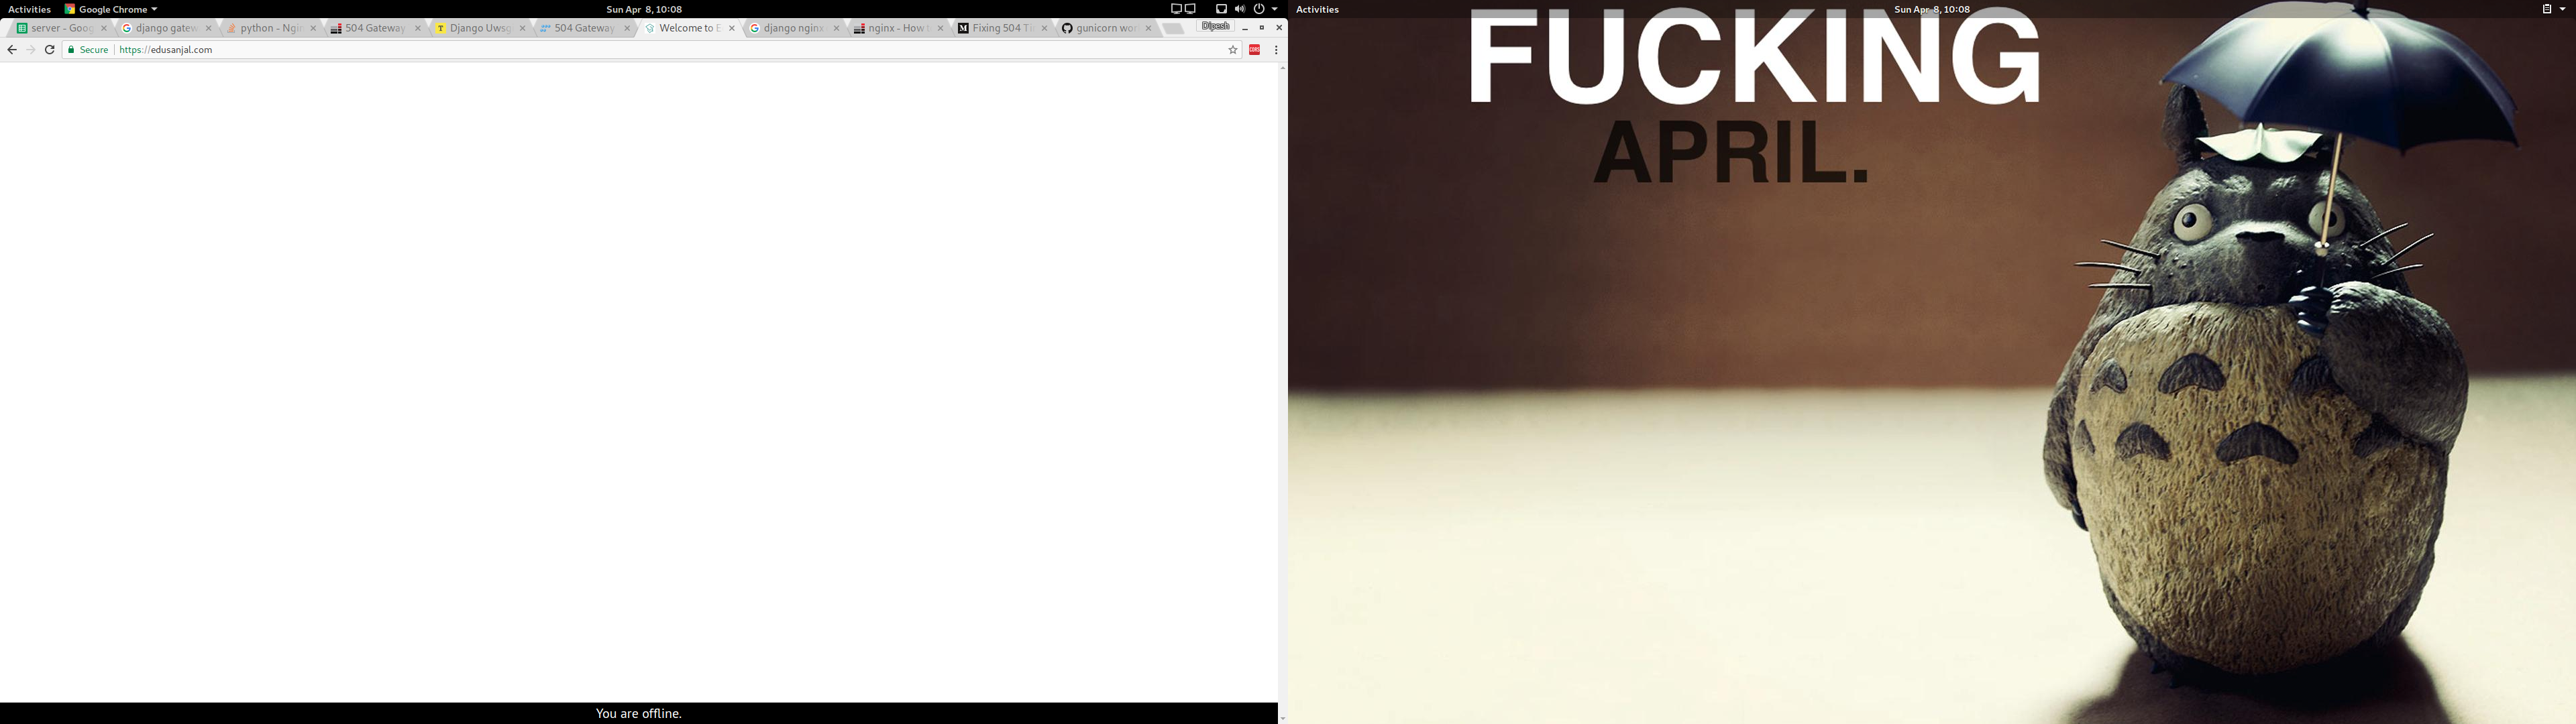 Activities Google Chrome Sun Apr 8, 10:08
server - Goog django gatew python - Ngi 504 Gateway Django Uwsg 504 Gateway Welcome to E django nginx nginx - How Fixing 504 Ti gunicorn wor Dipesh
Secure https://edusanjal.com
You are offline.
Activities Sun Apr 8, 10:08
FUCKING
APRIL.